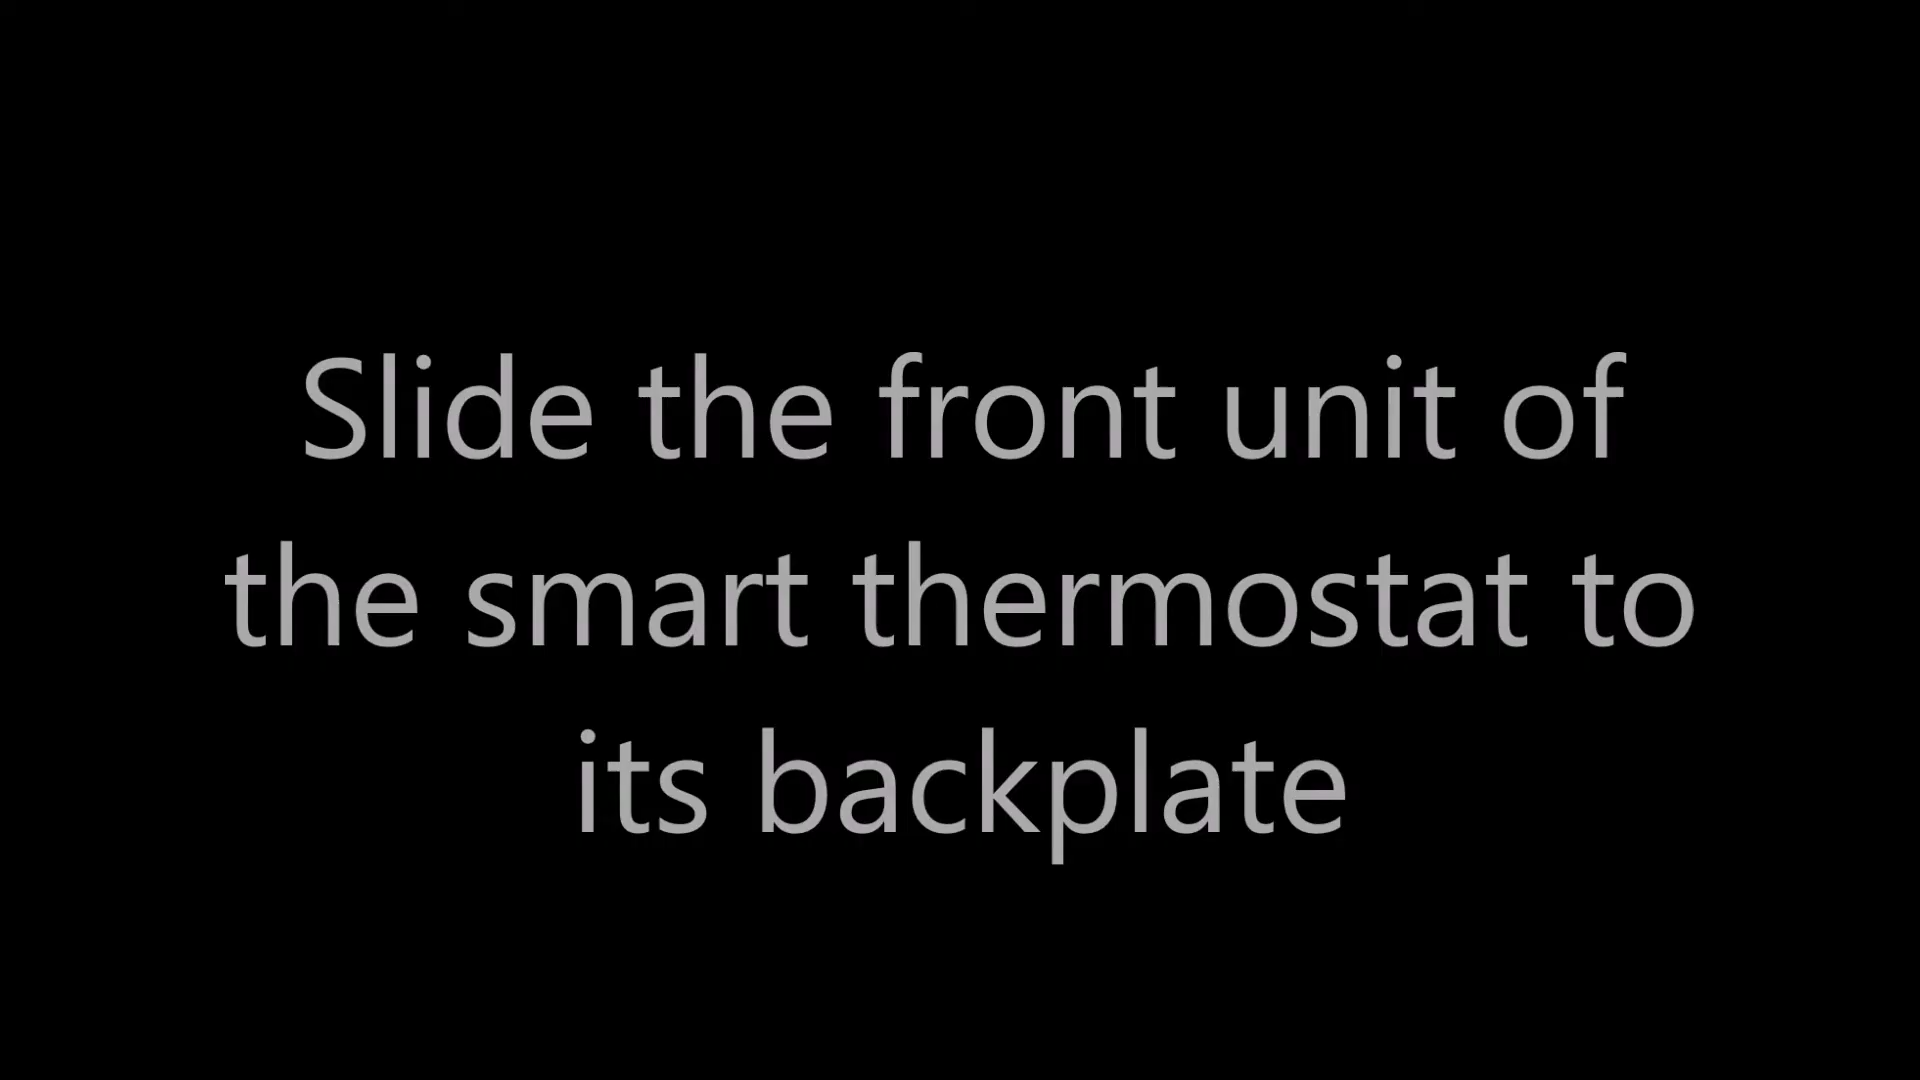 Slide the front unit of
the smart thermostat to
its backplate